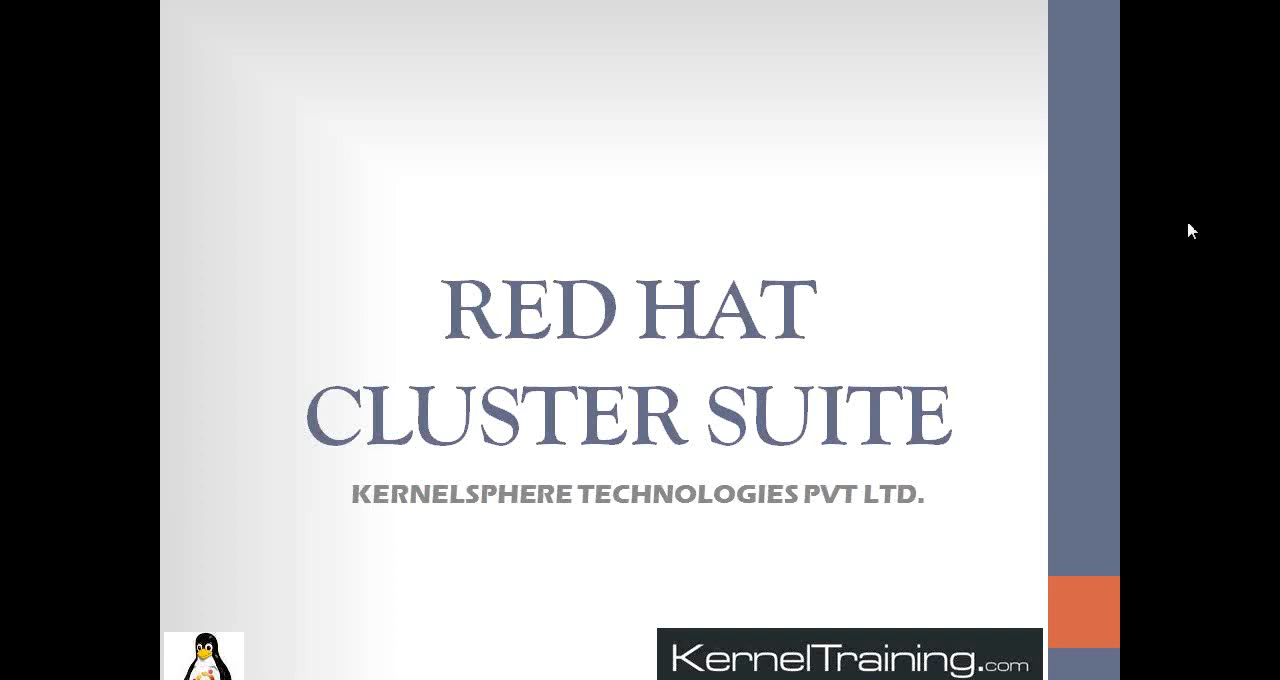 RED HAT
CLUSTER SUITE
KERNELSPHERE TECHNOLOGIES PVT LTD.
KernelTraining.com